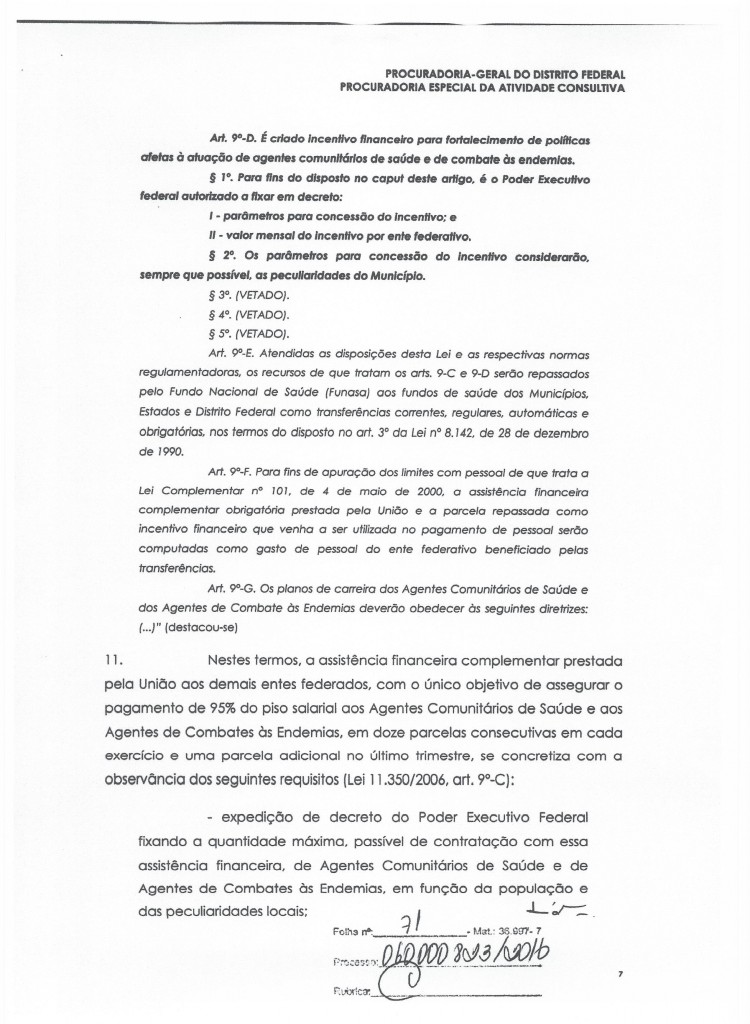 PROCURADORIA-GERAL DO DISTRITO FEDERAL
PROCURADORIA ESPECIAL DA ATIVIDADE CONSULTIVA
Art. 9º-D. É criado incentivo financeiro para fortalecimento de políticas
afetas à atuação de agentes comunitários de saúde e de combate às endemias.
§ 1º. Para fins do disposto no caput deste artigo, é o Poder Executivo
federal autorizado a fixar em decreto:
I - parâmetros para concessão do incentivo; e
II - valor mensal do incentivo por ente federativo.
§ 2º. Os parâmetros para concessão do incentivo considerarão,
sempre que possível, as peculiaridades do Município.
§ 3º. (VETADO).
§ 4º. (VETADO).
§ 5º. (VETADO).
Art. 9º-E. Atendidas as disposições desta Lei e as respectivas normas
regulamentadoras, os recursos de que tratam os arts. 9-C e 9-D serão repassados
pelo Fundo Nacional de Saúde (Funasa) aos fundos de saúde dos Municípios,
Estados e Distrito Federal como transferências correntes, regulares, automáticas e
obrigatórias, nos termos do disposto no art. 3º da Lei nº 8.142, de 28 de dezembro
de 1990.
Art. 9º-F. Para fins de apuração dos limites com pessoal de que trata a
Lei Complementar nº 101, de 4 de maio de 2000, a assistência financeira
complementar obrigatória prestada pela União e a parcela repassada como
incentivo financeiro que venha a ser utilizada no pagamento de pessoal serão
computadas como gasto de pessoal do ente federativo beneficiado pelas
transferências.
Art. 9º-G. Os planos de carreira dos Agentes Comunitários de Saúde e
dos Agentes de Combate às Endemias deverão obedecer às seguintes diretrizes:
(...)" (destacou-se)
11. Nestes termos, a assistência financeira complementar prestada
pela União aos demais entes federados, com o único objetivo de assegurar o
pagamento de 95% do piso salarial aos Agentes Comunitários de Saúde e aos
Agentes de Combates às Endemias, em doze parcelas consecutivas em cada
exercício e uma parcela adicional no último trimestre, se concretiza com a
observância dos seguintes requisitos (Lei 11.350/2006, art. 9º-C):
- expedição de decreto do Poder Executivo Federal
fixando a quantidade máxima, passível de contratação com essa
assistência financeira, de Agentes Comunitários de Saúde e de
Agentes de Combates às Endemias, em função da população e
das peculiaridades locais;
Folha nº: 71 - Mat.: 36.997-7
Processo: 060.000 823/2016
Rubrica:
7